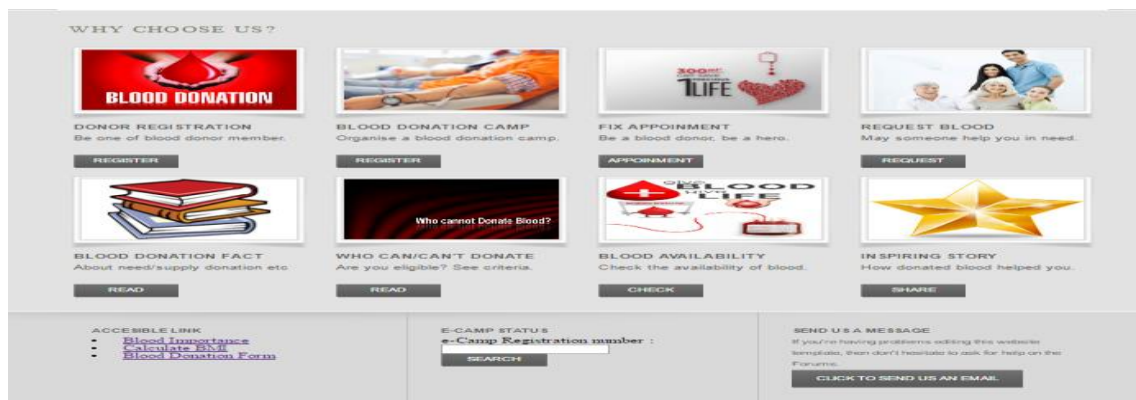 WHY CHOOSE US?
BLOOD DONATION
300ml
1LIFE
DONOR REGISTRATION
Be one of blood donor member.
REGISTER
BLOOD DONATION CAMP
Organise a blood donation camp.
REGISTER
FIX APPOINMENT
Be a blood donor, be a hero.
APPOINMENT
REQUEST BLOOD
May someone help you in need.
REQUEST
Who cannot Donate Blood?
GIVE
BLOOD
LIFE
BLOOD DONATION FACT
About need/supply donation etc
READ
WHO CAN/CAN'T DONATE
Are you eligible? See criteria.
READ
BLOOD AVAILABILITY
Check the availability of blood.
CHECK
INSPIRING STORY
How donated blood helped you.
SHARE
ACCESIBLE LINK
Blood Importance
Calculate BMI
Blood Donation Form
E-CAMP STATUS
e-Camp Registration number :
SEARCH
SEND US A MESSAGE
If you're having problems editing this website
template, then don't hesitate to ask for help on the
Forums.
CLICK TO SEND US AN EMAIL